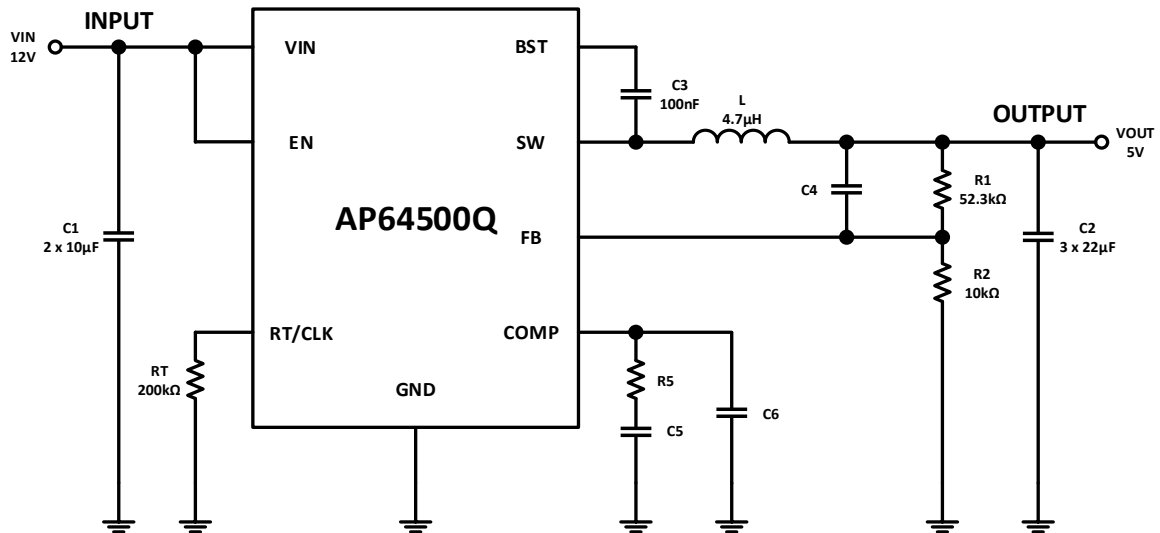 INPUT
VIN
12V
VIN
BST
C3
100nF
L
4.7µH
OUTPUT
VOUT
5V
EN
SW
C4
R1
52.3kΩ
AP64500Q
FB
C1
2 x 10µF
C2
3 x 22µF
R2
10kΩ
RT/CLK
COMP
RT
200kΩ
GND
R5
C5
C6